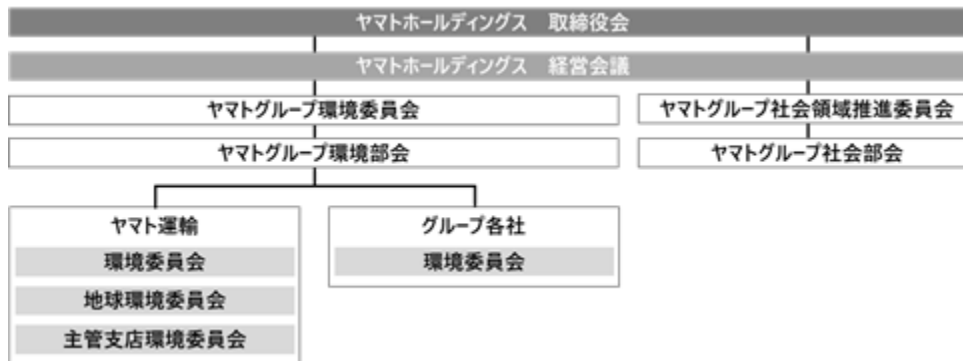 ヤマトホールディングス　取締役会
ヤマトホールディングス　経営会議
ヤマトグループ環境委員会
ヤマトグループ社会領域推進委員会
ヤマトグループ環境部会
ヤマトグループ社会部会
ヤマト運輸
環境委員会
地球環境委員会
主管支店環境委員会
グループ各社
環境委員会